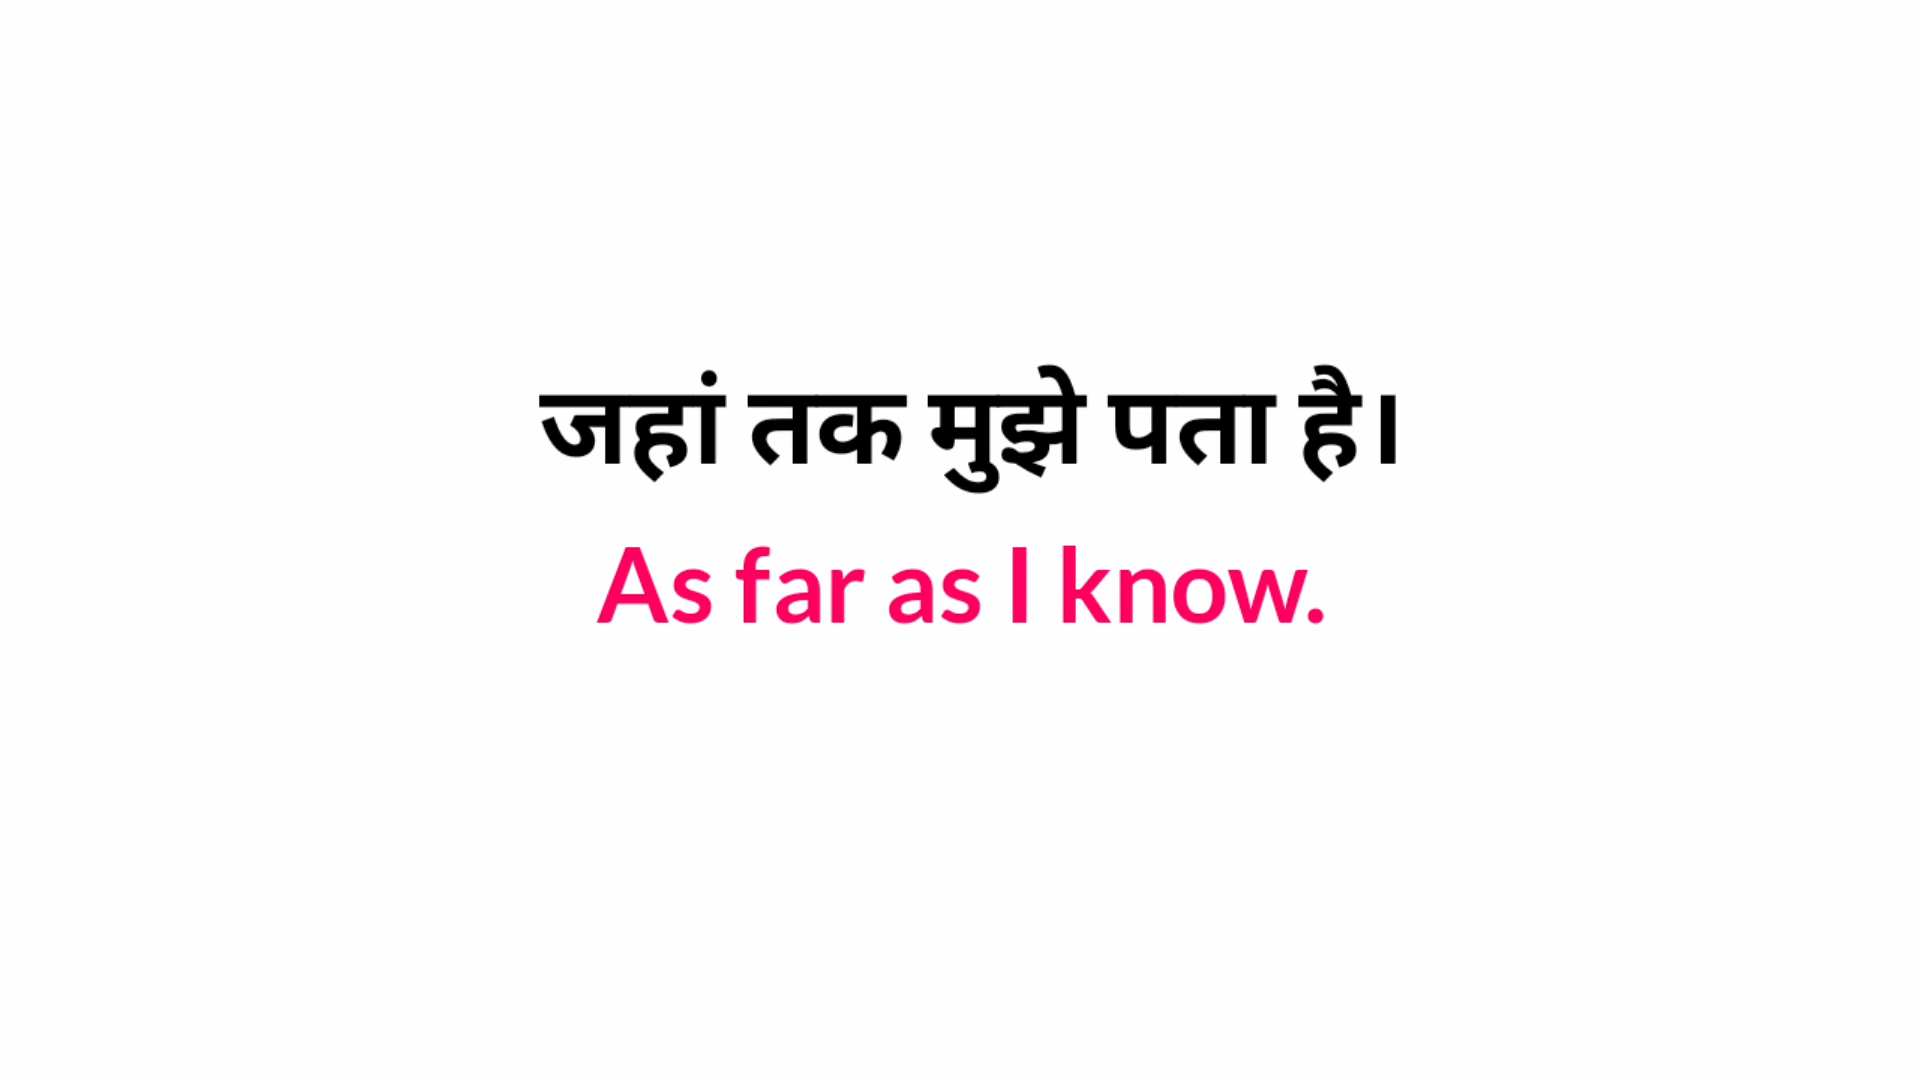 जहां तक मुझे पता है।
As far as I know.